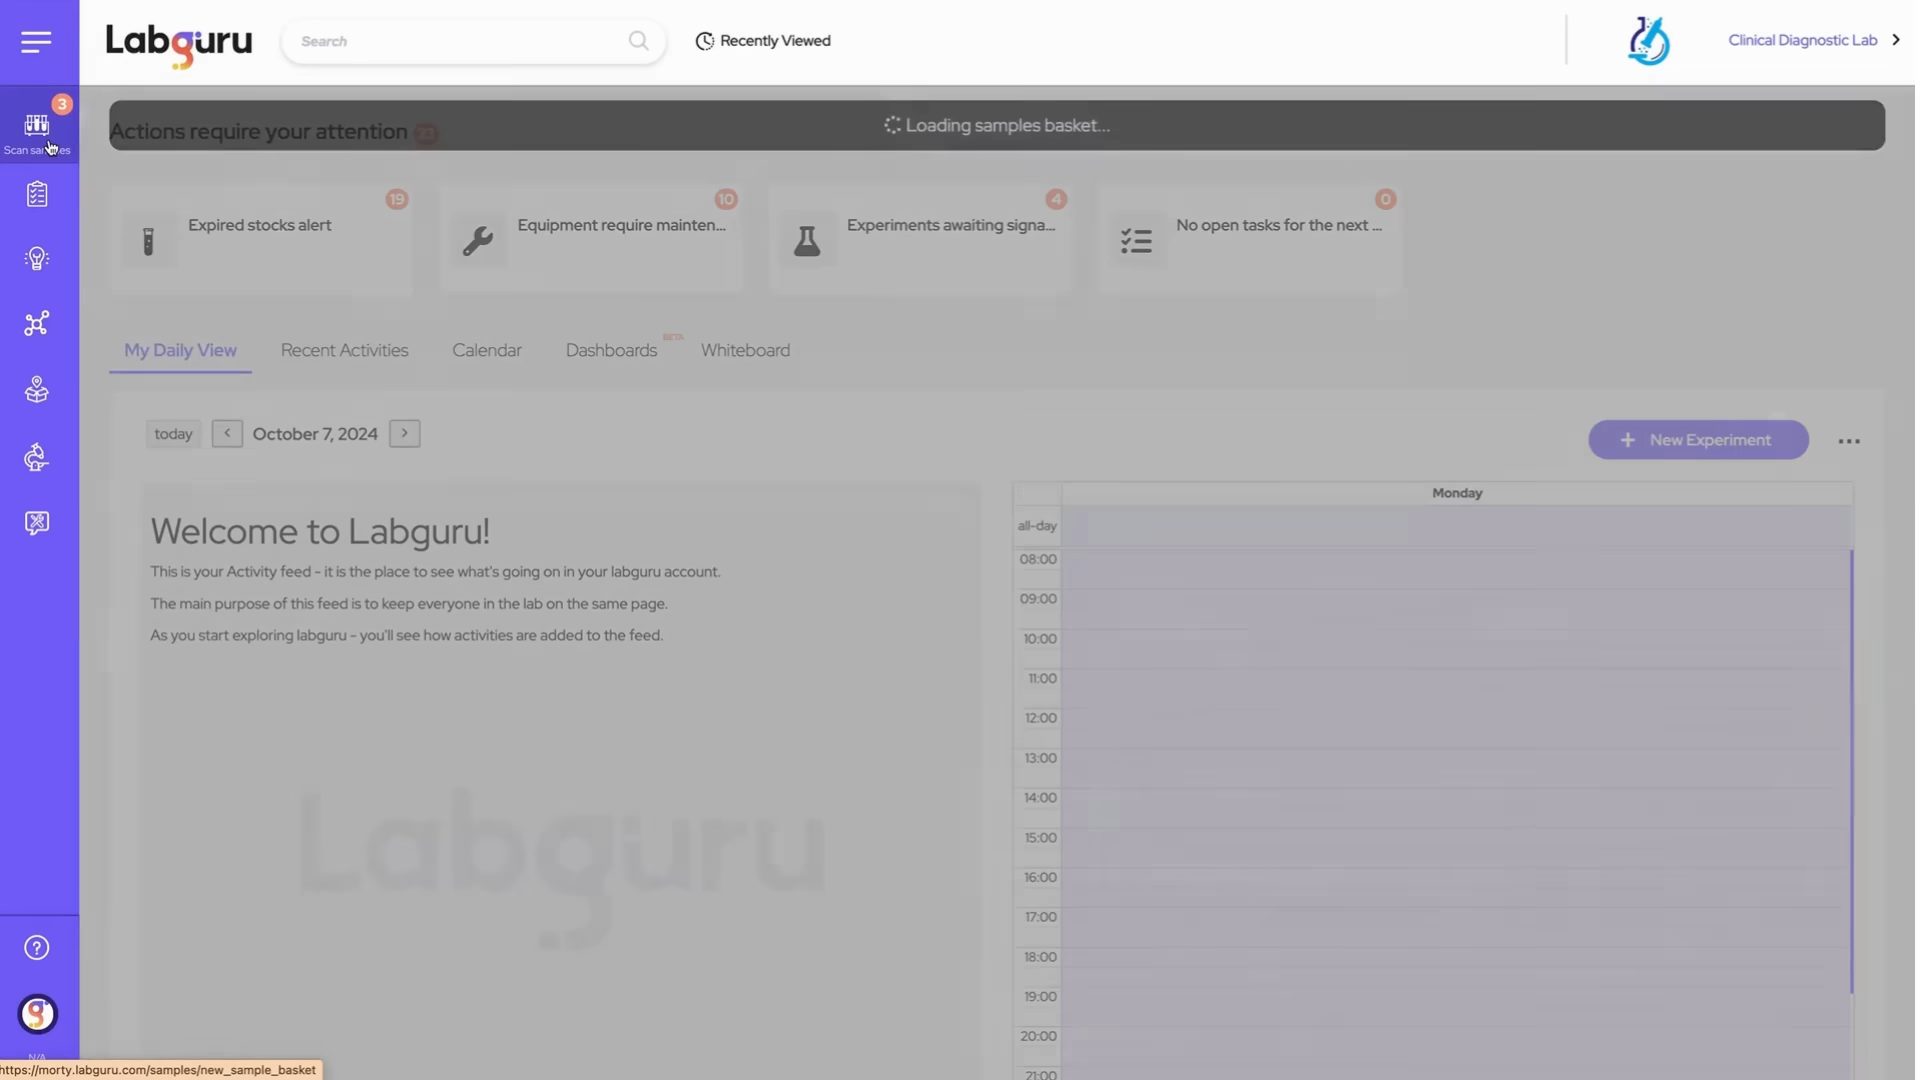 Labguru
Search
Recently Viewed
Clinical Diagnostic Lab
3
Scan samples
Actions require your attention 33
Loading samples basket...
19
Expired stocks alert
10
Equipment require mainten...
4
Experiments awaiting signa...
0
No open tasks for the next ...
My Daily View
Recent Activities
Calendar
Dashboards
Whiteboard
today
<
October 7, 2024
>
+ New Experiment
...
Welcome to Labguru!
This is your Activity feed - it is the place to see what's going on in your labguru account.
The main purpose of this feed is to keep everyone in the lab on the same page.
As you start exploring labguru - you'll see how activities are added to the feed.
Labguru
Monday
all-day
08:00
09:00
10:00
11:00
12:00
13:00
14:00
15:00
16:00
17:00
18:00
19:00
20:00
21:00
?
g
N/A
https://morty.labguru.com/samples/new_sample_basket